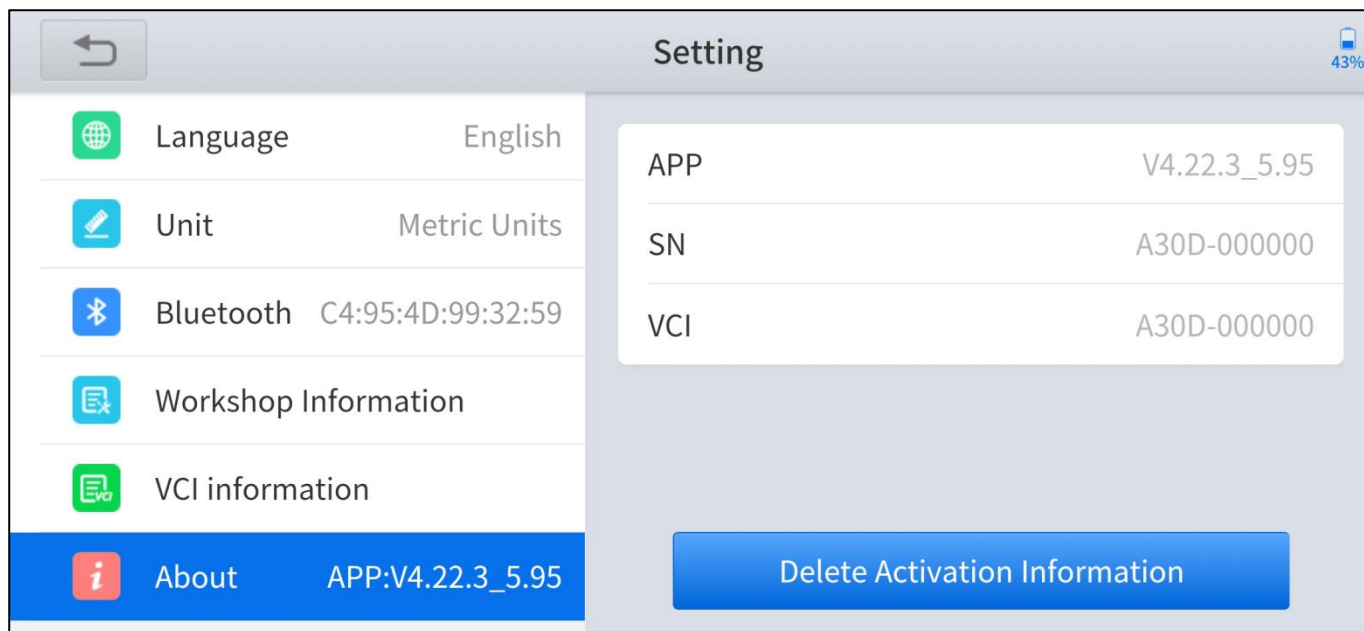 Setting
43%
Language English
Unit Metric Units
Bluetooth C4:95:4D:99:32:59
Workshop Information
VCI information
About APP:V4.22.3_5.95
APP V4.22.3_5.95
SN A30D-000000
VCI A30D-000000
Delete Activation Information